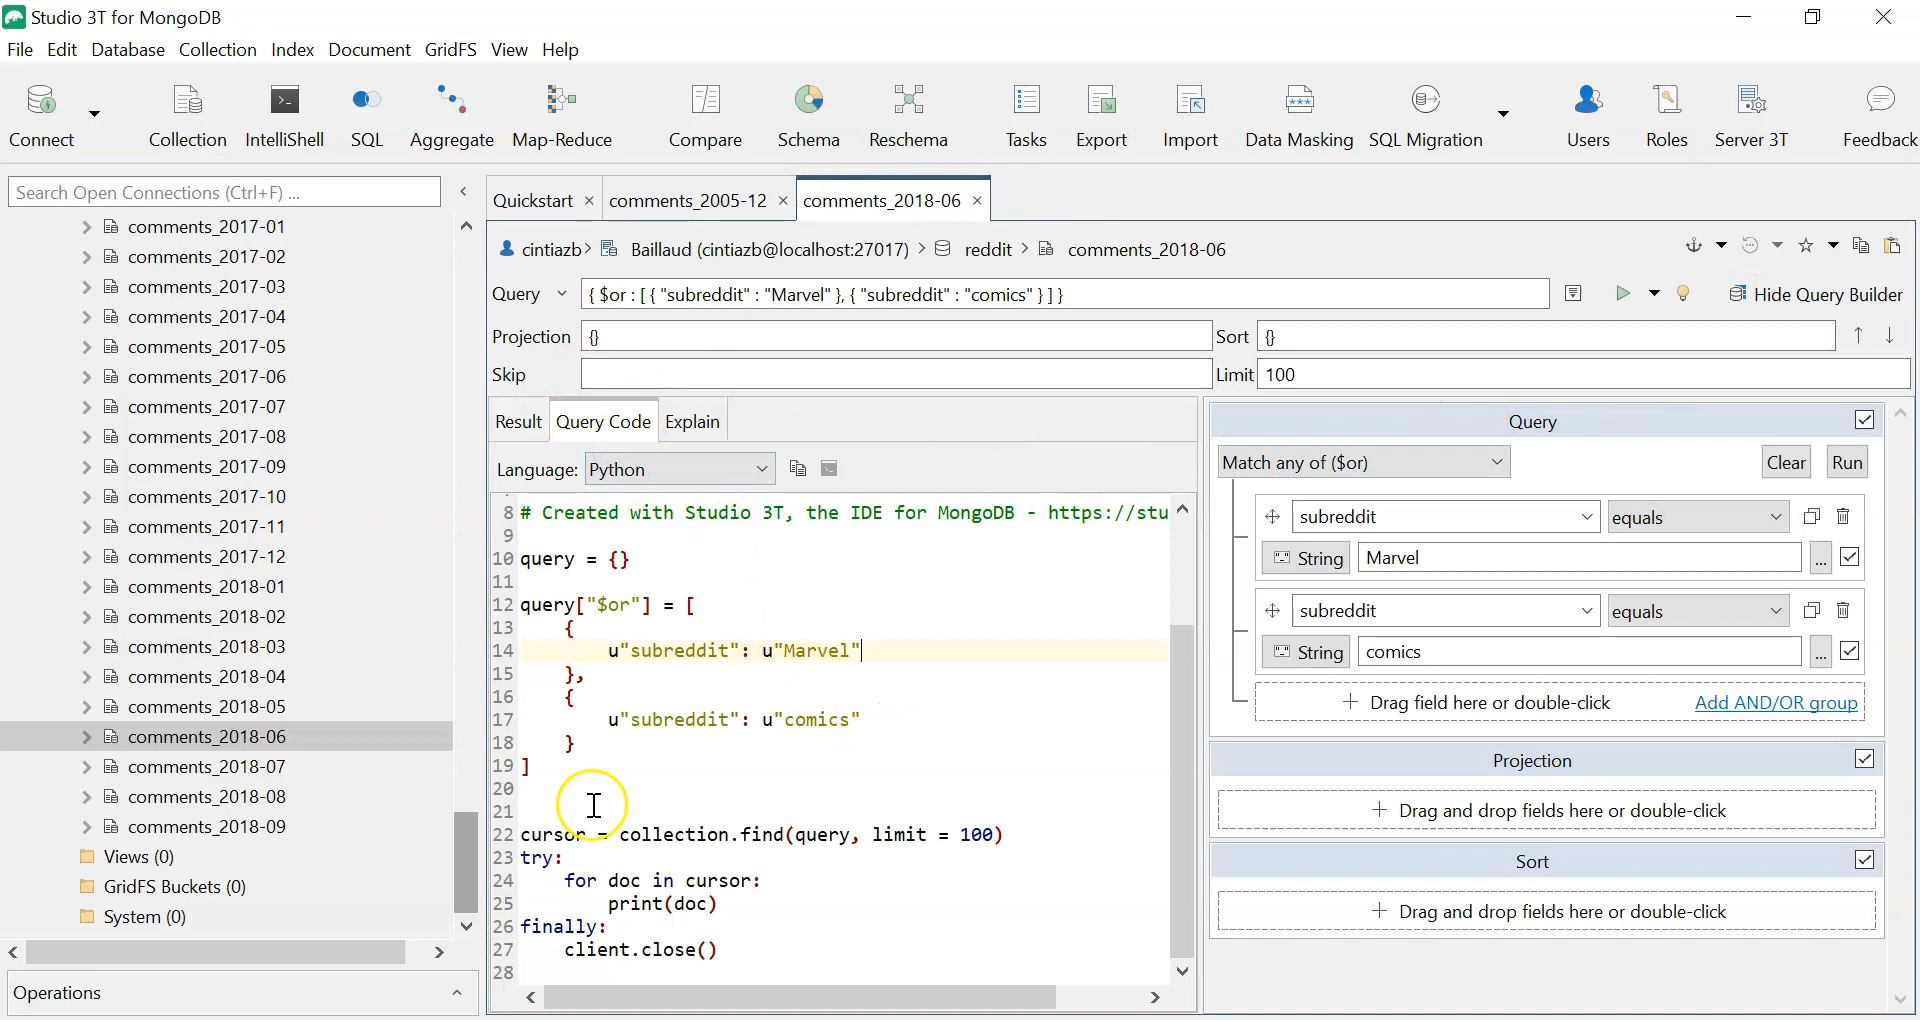 Studio 3T for MongoDB
File Edit Database Collection Index Document GridFS View Help
Connect Collection IntelliShell SQL Aggregate Map-Reduce Compare Schema Reschema Tasks Export Import Data Masking SQL Migration Users Roles Server 3T Feedback
Search Open Connections (Ctrl+F) ...
comments_2017-01
comments_2017-02
comments_2017-03
comments_2017-04
comments_2017-05
comments_2017-06
comments_2017-07
comments_2017-08
comments_2017-09
comments_2017-10
comments_2017-11
comments_2017-12
comments_2018-01
comments_2018-02
comments_2018-03
comments_2018-04
comments_2018-05
comments_2018-06
comments_2018-07
comments_2018-08
comments_2018-09
Views (0)
GridFS Buckets (0)
System (0)
Operations
Quickstart × comments_2005-12 × comments_2018-06 ×
cintiazb > Baillaud (cintiazb@localhost:27017) > reddit > comments_2018-06
Query { $or : [ { "subreddit" : "Marvel" }, { "subreddit" : "comics" } ] } Hide Query Builder
Projection {} Sort {}
Skip Limit 100
Result Query Code Explain
Language: Python
8 # Created with Studio 3T, the IDE for MongoDB - https://stu
9
10 query = {}
11
12 query["$or"] = [
13 {
14 u"subreddit": u"Marvel"
15 },
16 {
17 u"subreddit": u"comics"
18 }
19 ]
20
21
22 cursor = collection.find(query, limit = 100)
23 try:
24 for doc in cursor:
25 print(doc)
26 finally:
27 client.close()
28
Query
Match any of ($or) Clear Run
subreddit equals
String Marvel ...
subreddit equals
String comics ...
+ Drag field here or double-click Add AND/OR group
Projection
+ Drag and drop fields here or double-click
Sort
+ Drag and drop fields here or double-click